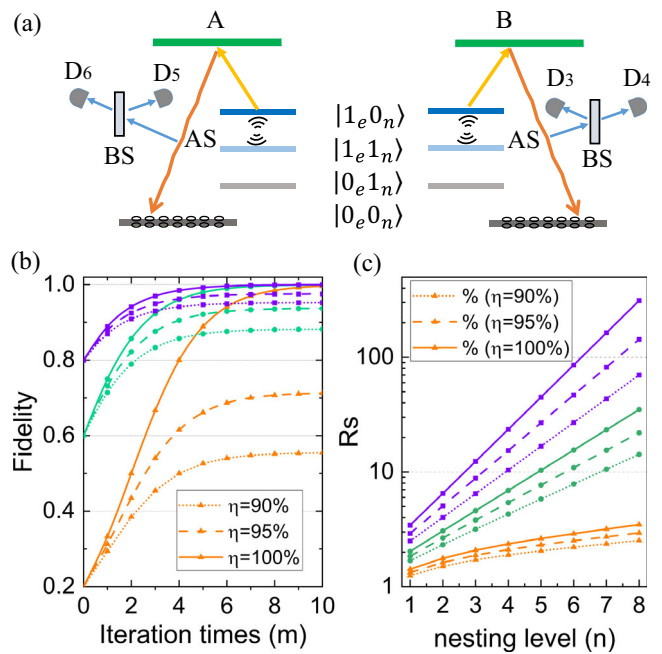 (a)
A
B
D₆
D₅
D₃
D₄
BS
AS
AS
BS
|1ₑ0ₙ⟩
|1ₑ1ₙ⟩
|0ₑ1ₙ⟩
|0ₑ0ₙ⟩
(b)
1.0
0.8
0.6
0.4
0.2
Fidelity
η=90%
η=95%
η=100%
0 2 4 6 8 10
Iteration times (m)
(c)
% (η=90%)
% (η=95%)
% (η=100%)
100
10
1
Rs
1 2 3 4 5 6 7 8
nesting level (n)